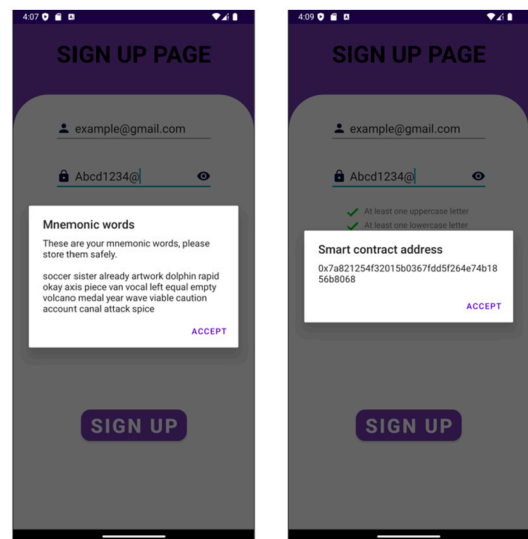 4:07
SIGN UP PAGE
example@gmail.com
Abcd1234@
Mnemonic words
These are your mnemonic words, please
store them safely.
soccer sister already artwork dolphin rapid
okay axis piece van vocal left equal empty
volcano medal year wave viable caution
account canal attack spice
ACCEPT
SIGN UP
4:09
SIGN UP PAGE
example@gmail.com
Abcd1234@
At least one uppercase letter
At least one lowercase letter
Smart contract address
0x7a821254f32015b0367fdd5f264e74b18
56b8068
ACCEPT
SIGN UP